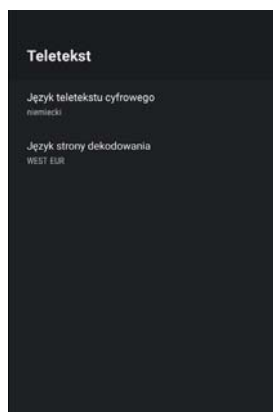 Teletekst
Język teletekstu cyfrowego
niemiecki
Język strony dekodowania
WEST EUR